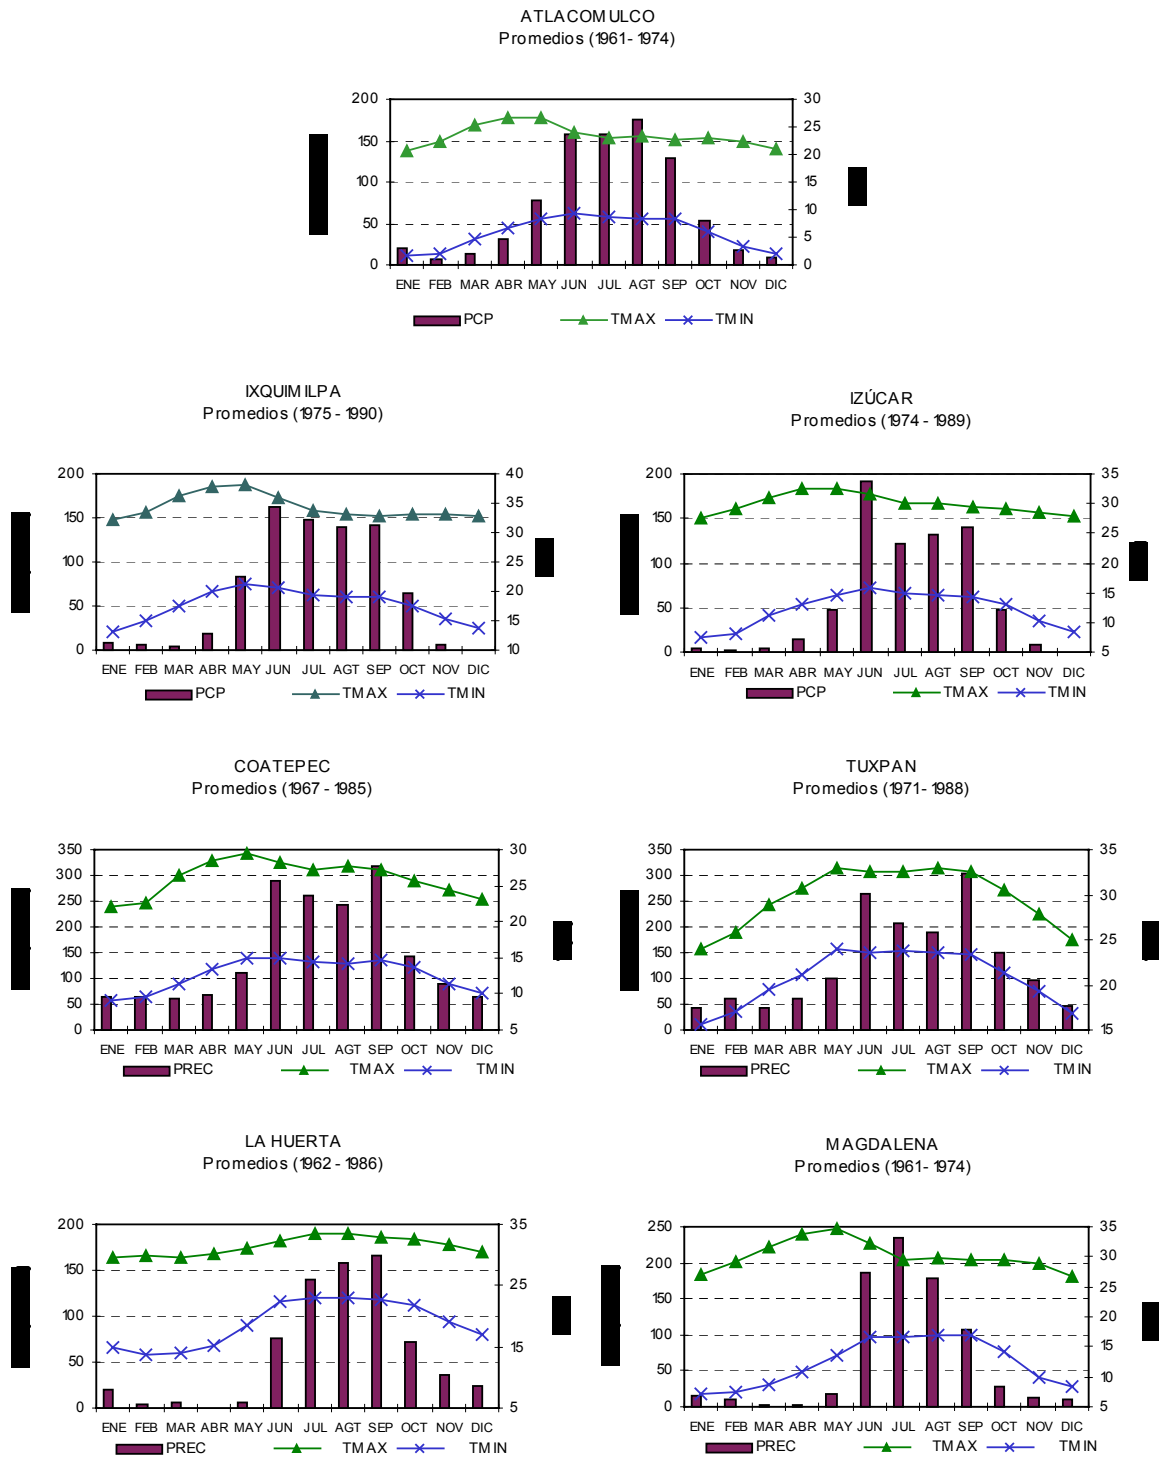 ATLACOMULCO
Promedios (1961- 1974)
200 30
25
150
20
100 15
10
50
5
0 0
ENE FEB MAR ABR MAY JUN JUL AGT SEP OCT NOV DIC
PCP TMAX TMIN
IXQUIMILPA
Promedios (1975 - 1990)
200 40
35
150
30
100 25
20
50
15
0 10
ENE FEB MAR ABR MAY JUN JUL AGT SEP OCT NOV DIC
PCP TMAX TMIN
IZÚCAR
Promedios (1974 - 1989)
200 35
30
150
25
100 20
15
50
10
0 5
ENE FEB MAR ABR MAY JUN JUL AGT SEP OCT NOV DIC
PCP TMAX TMIN
COATEPEC
Promedios (1967 - 1985)
350 30
300
25
250
200 20
150 15
100
10
50
0 5
ENE FEB MAR ABR MAY JUN JUL AGT SEP OCT NOV DIC
PREC TMAX TMIN
TUXPAN
Promedios (1971- 1988)
350 35
300
30
250
200 25
150
20
100
50
0 15
ENE FEB MAR ABR MAY JUN JUL AGT SEP OCT NOV DIC
PREC TMAX TMIN
LA HUERTA
Promedios (1962 - 1986)
200 35
150
25
100
15
50
0 5
ENE FEB MAR ABR MAY JUN JUL AGT SEP OCT NOV DIC
PREC TMAX TMIN
MAGDALENA
Promedios (1961- 1974)
250 35
30
200
25
150
20
100
15
50
10
0 5
ENE FEB MAR ABR MAY JUN JUL AGT SEP OCT NOV DIC
PREC TMAX TMIN